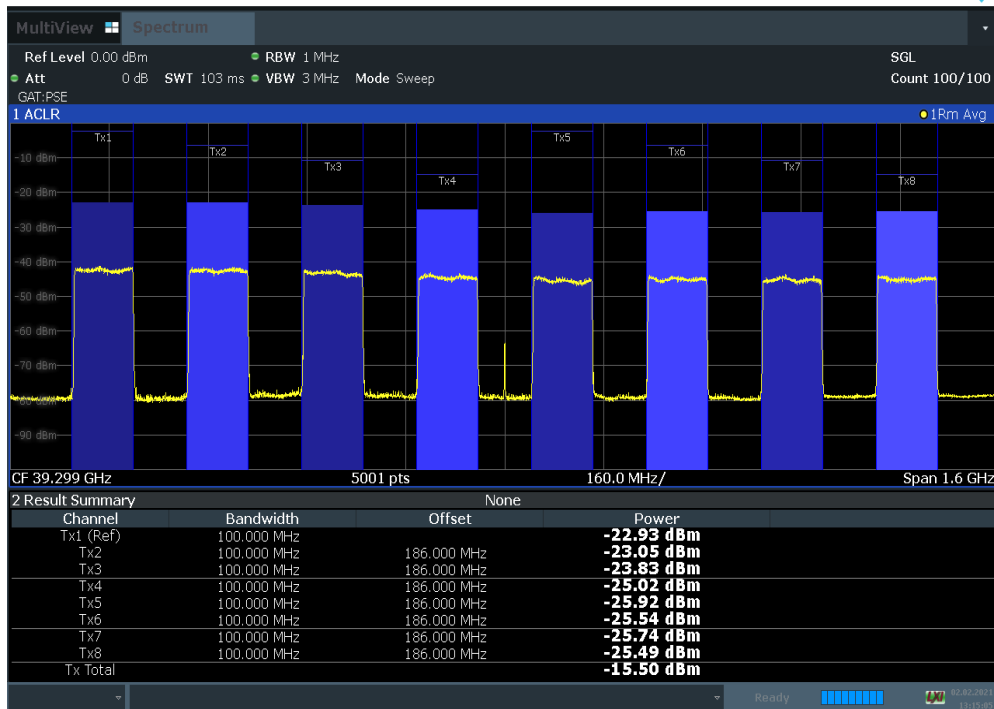 MultiView Spectrum
Ref Level 0.00 dBm RBW 1 MHz SGL
Att 0 dB SWT 103 ms VBW 3 MHz Mode Sweep Count 100/100
GAT:PSE
1 ACLR 1Rm Avg
Tx1 Tx5
Tx2 Tx6
-10 dBm
Tx3 Tx7
Tx4 Tx8
-20 dBm
-30 dBm
-40 dBm
-50 dBm
-60 dBm
-70 dBm
-80 dBm
-90 dBm
CF 39.299 GHz 5001 pts 160.0 MHz/ Span 1.6 GHz
2 Result Summary None
Channel Bandwidth Offset Power
Tx1 (Ref) 100.000 MHz -22.93 dBm
Tx2 100.000 MHz 186.000 MHz -23.05 dBm
Tx3 100.000 MHz 186.000 MHz -23.83 dBm
Tx4 100.000 MHz 186.000 MHz -25.02 dBm
Tx5 100.000 MHz 186.000 MHz -25.92 dBm
Tx6 100.000 MHz 186.000 MHz -25.54 dBm
Tx7 100.000 MHz 186.000 MHz -25.74 dBm
Tx8 100.000 MHz 186.000 MHz -25.49 dBm
Tx Total -15.50 dBm
Ready 02.02.2021
13:15:05